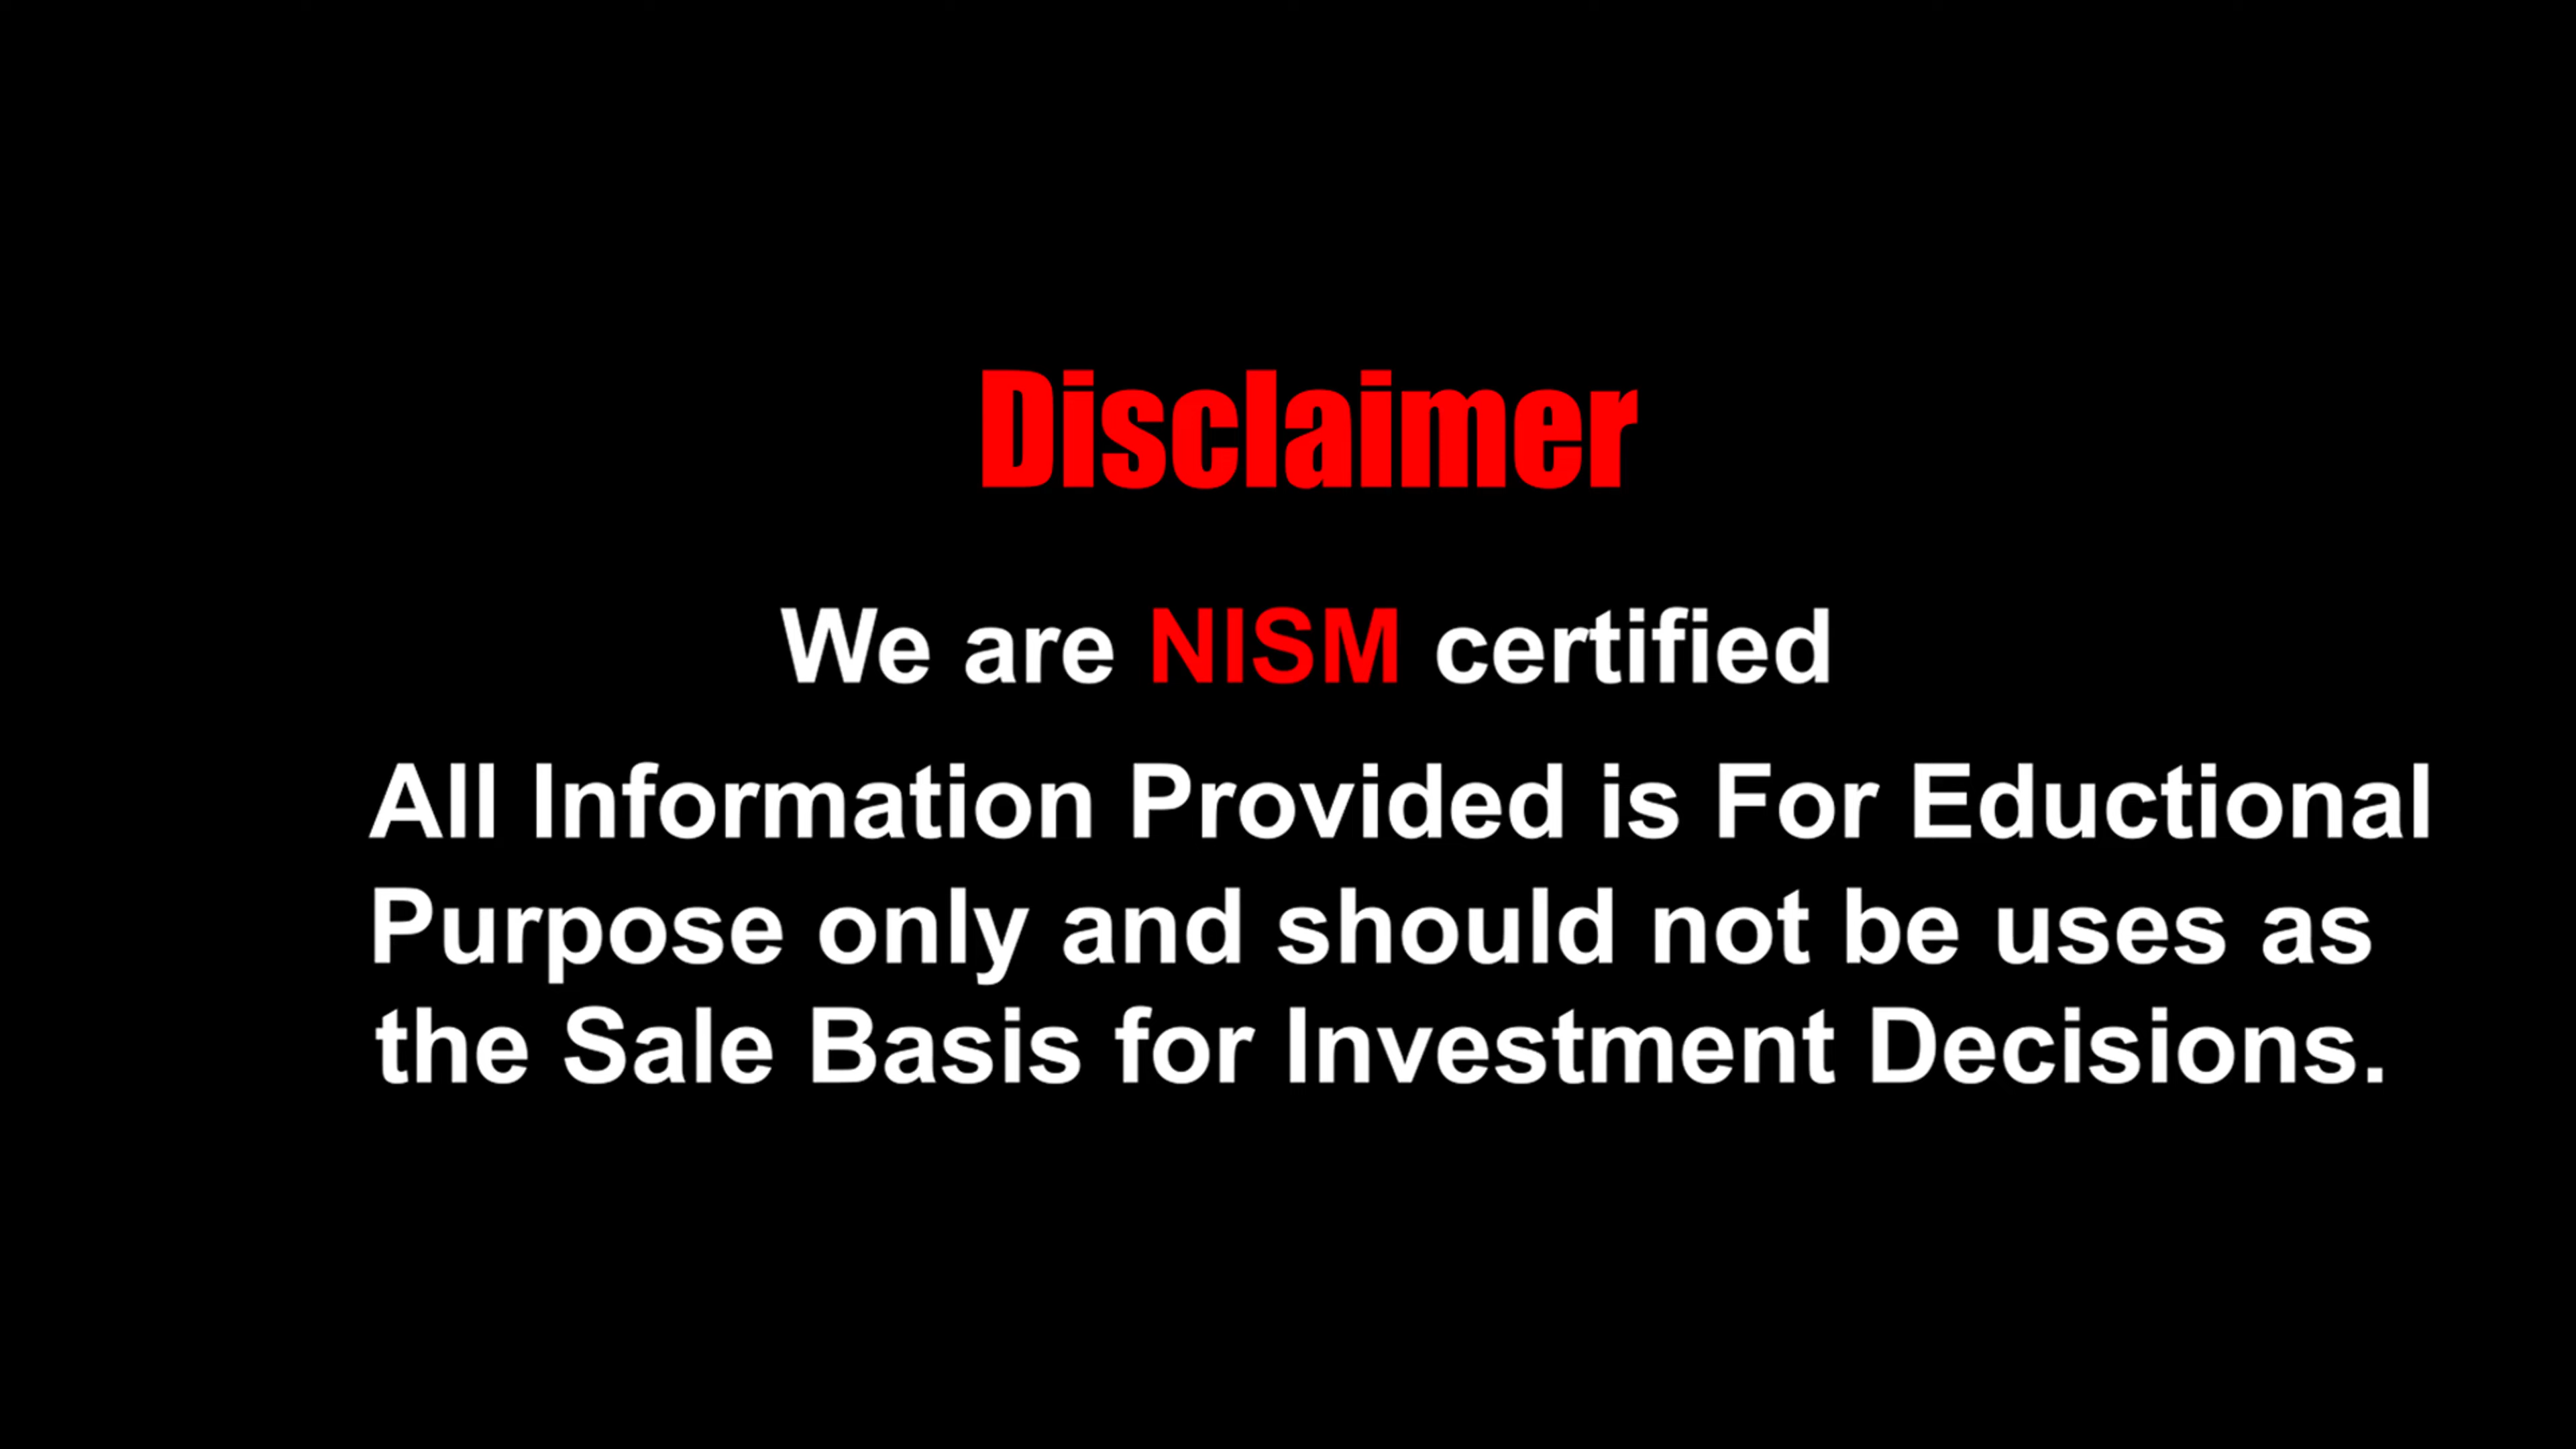 Disclaimer
We are NISM certified
All Information Provided is For Eductional
Purpose only and should not be uses as
the Sale Basis for Investment Decisions.